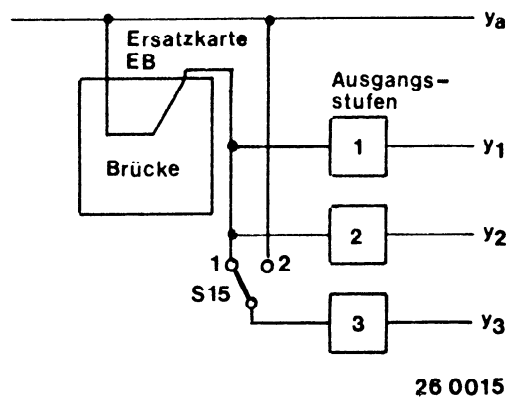 ya
Ersatzkarte
EB
Ausgangs-
stufen
Brücke
1
y1
2
y2
1
2
S15
3
y3
26 0015